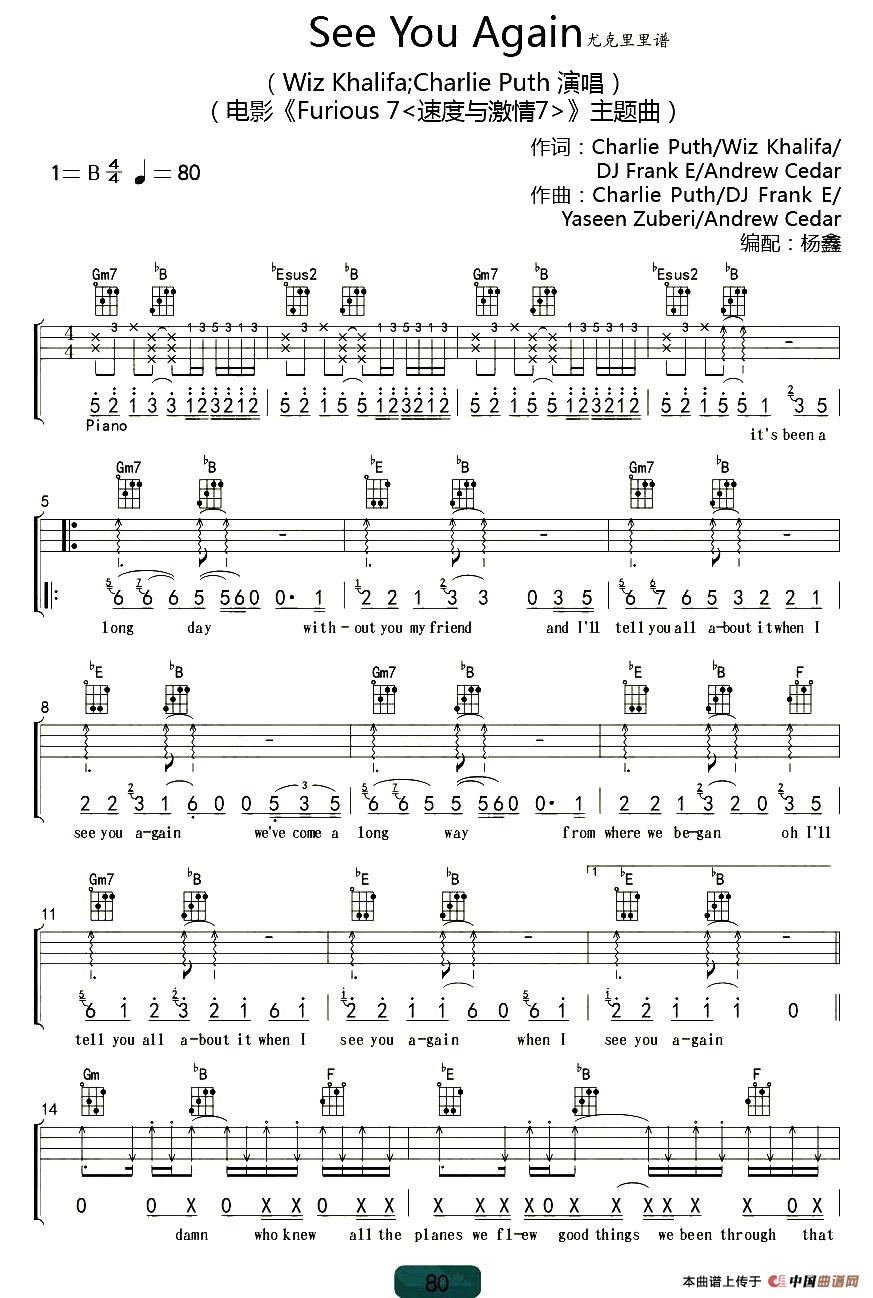 See You Again尤克里里谱
（Wiz Khalifa;Charlie Puth 演唱）
（电影《Furious 7<速度与激情7>》主题曲）
作词：Charlie Puth/Wiz Khalifa/
DJ Frank E/Andrew Cedar
作曲：Charlie Puth/DJ Frank E/
Yaseen Zuberi/Andrew Cedar
编配：杨鑫
1= B 4/4 ♩=80
Gm7 ♭B ♭Esus2 ♭B Gm7 ♭B ♭Esus2 ♭B
Piano
it's been a
Gm7 ♭B ♭E ♭B Gm7 ♭B
5
long day with-out you my friend and I'll tell you all a-bout it when I
♭E ♭B Gm7 ♭B ♭E ♭B F
8
see you a-gain we've come a long way from where we be-gan oh I'll
Gm7 ♭B ♭E ♭B ♭E ♭B
11
tell you all a-bout it when I see you a-gain when I see you a-gain
Gm ♭B F ♭E ♭B F
14
damn who knew all the planes we fl-ew good things we been through that
80
本曲谱上传于 中国曲谱网